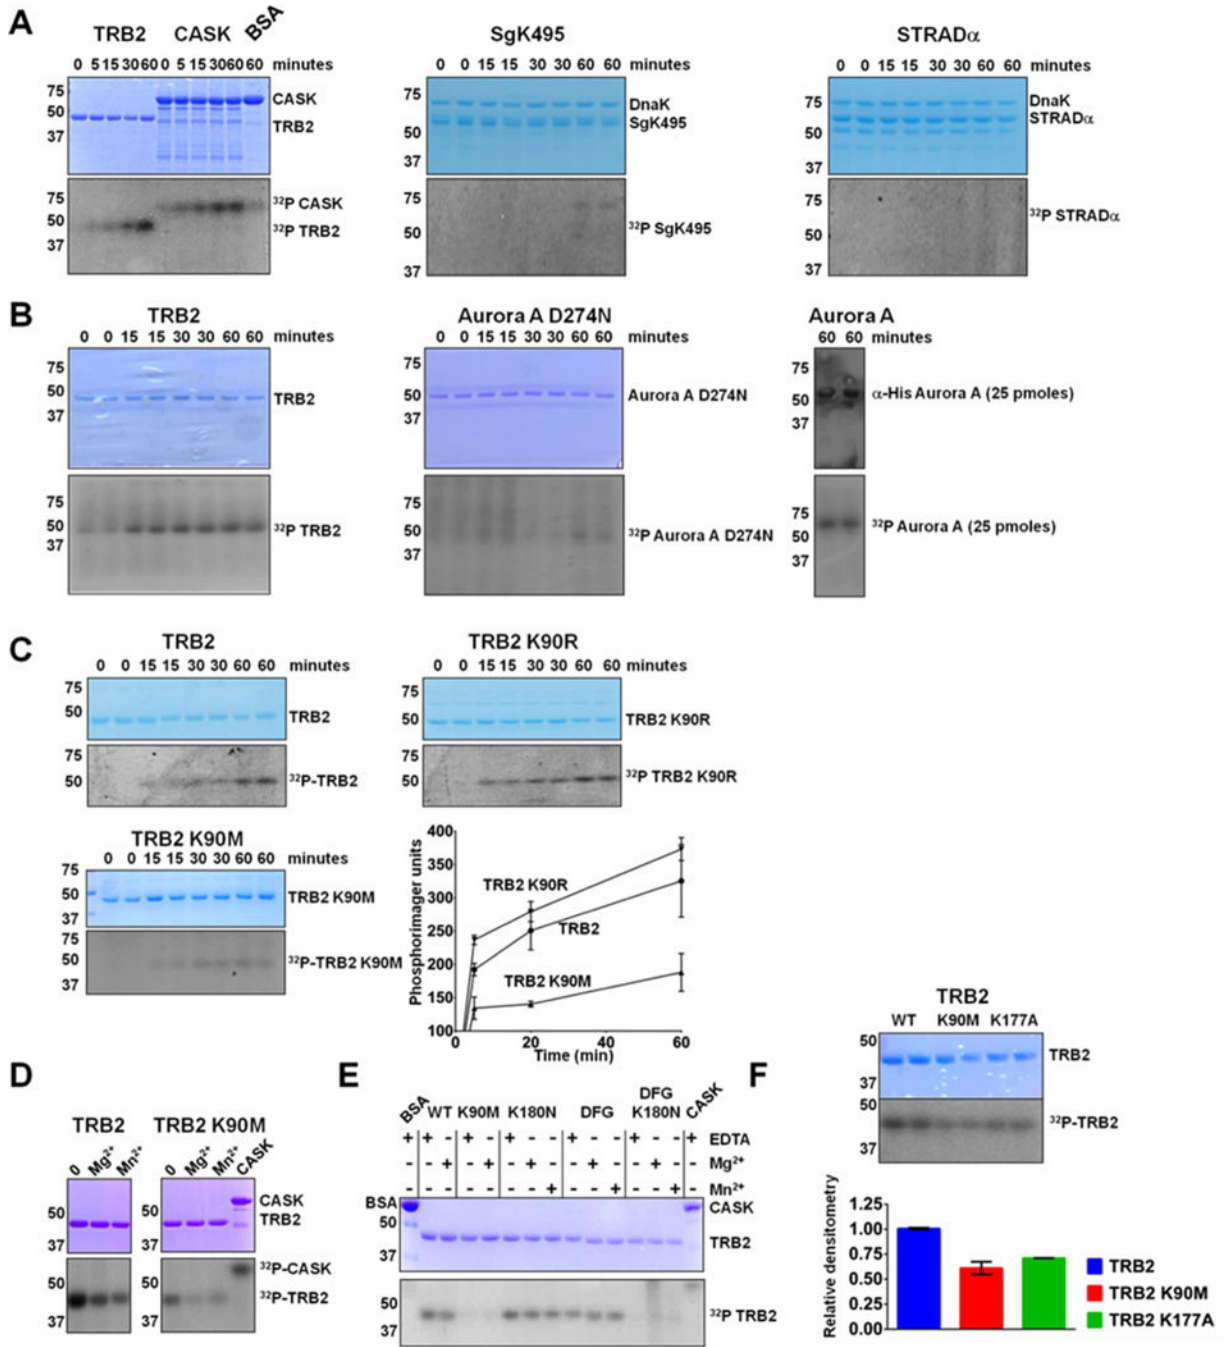 A
TRB2 CASK BSA
0 5 15 30 60 0 5 15 30 60 60 minutes
75
50
37
CASK
TRB2
75
50
37
³²P CASK
³²P TRB2
SgK495
0 0 15 15 30 30 60 60 minutes
75
50
37
DnaK
SgK495
75
50
37
³²P SgK495
STRADα
0 0 15 15 30 30 60 60 minutes
75
50
37
DnaK
STRADα
75
50
37
³²P STRADα
B
TRB2
0 0 15 15 30 30 60 60 minutes
75
50
37
TRB2
75
50
37
³²P TRB2
Aurora A D274N
0 0 15 15 30 30 60 60 minutes
75
50
37
Aurora A D274N
75
50
37
³²P Aurora A D274N
Aurora A
60 60 minutes
75
50
37
α-His Aurora A (25 pmoles)
75
50
37
³²P Aurora A (25 pmoles)
C
TRB2
0 0 15 15 30 30 60 60 minutes
75
50
TRB2
75
50
³²P-TRB2
TRB2 K90R
0 0 15 15 30 30 60 60 minutes
75
50
TRB2 K90R
75
50
³²P TRB2 K90R
TRB2 K90M
0 0 15 15 30 30 60 60 minutes
75
50
37
TRB2 K90M
75
50
37
³²P-TRB2 K90M
Phosphorimager units
400
350
300
250
200
150
100
TRB2 K90R
TRB2
TRB2 K90M
0 20 40 60
Time (min)
D
TRB2
0 Mg²⁺ Mn²⁺
50
37
50
37
TRB2 K90M
0 Mg²⁺ Mn²⁺ CASK
50
37
CASK
TRB2
50
37
³²P-CASK
³²P-TRB2
E
BSA WT K90M K180N DFG DFG K180N CASK
+ + - + - + - - + - - + - - + EDTA
- - + - + - + - - + - - + - - Mg²⁺
- - - - - - - + - - + - - + - Mn²⁺
BSA
50
37
CASK
TRB2
50
37
³²P TRB2
F
TRB2
WT K90M K177A
50
37
TRB2
50
37
³²P-TRB2
Relative densitometry
1.25
1.00
0.75
0.50
0.25
0.00
TRB2
TRB2 K90M
TRB2 K177A